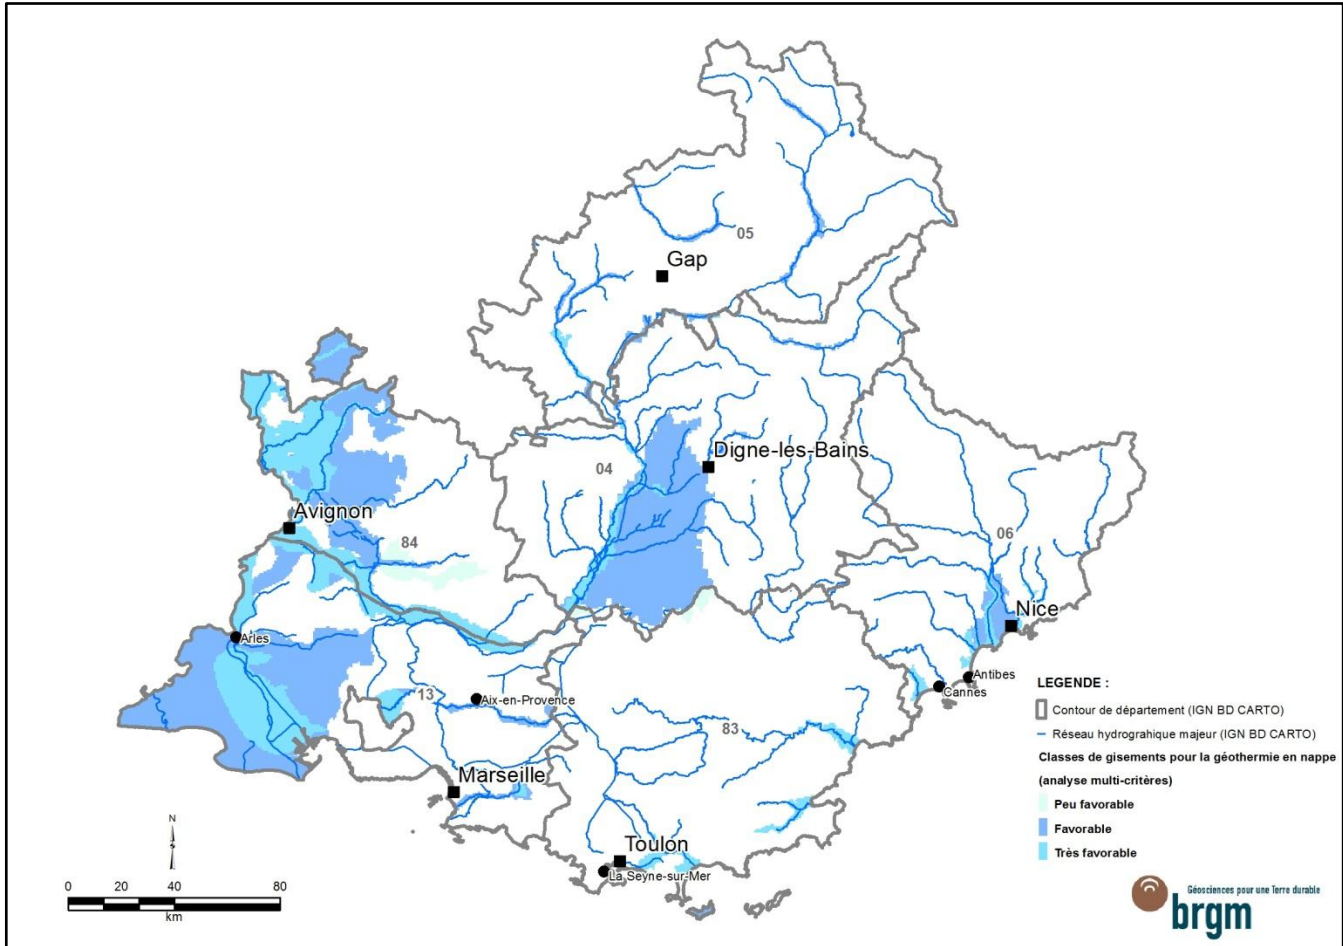 05
Gap
Digne-les-Bains
04
Avignon
84
06
Nice
Arles
Antibes
Cannes
13
Aix-en-Provence
83
Marseille
Toulon
La Seyne-sur-Mer
N
S
0 20 40 80
km
LEGENDE :
Contour de département (IGN BD CARTO)
Réseau hydrograhique majeur (IGN BD CARTO)
Classes de gisements pour la géothermie en nappe
(analyse multi-critères)
Peu favorable
Favorable
Très favorable
Géosciences pour une Terre durable
brgm